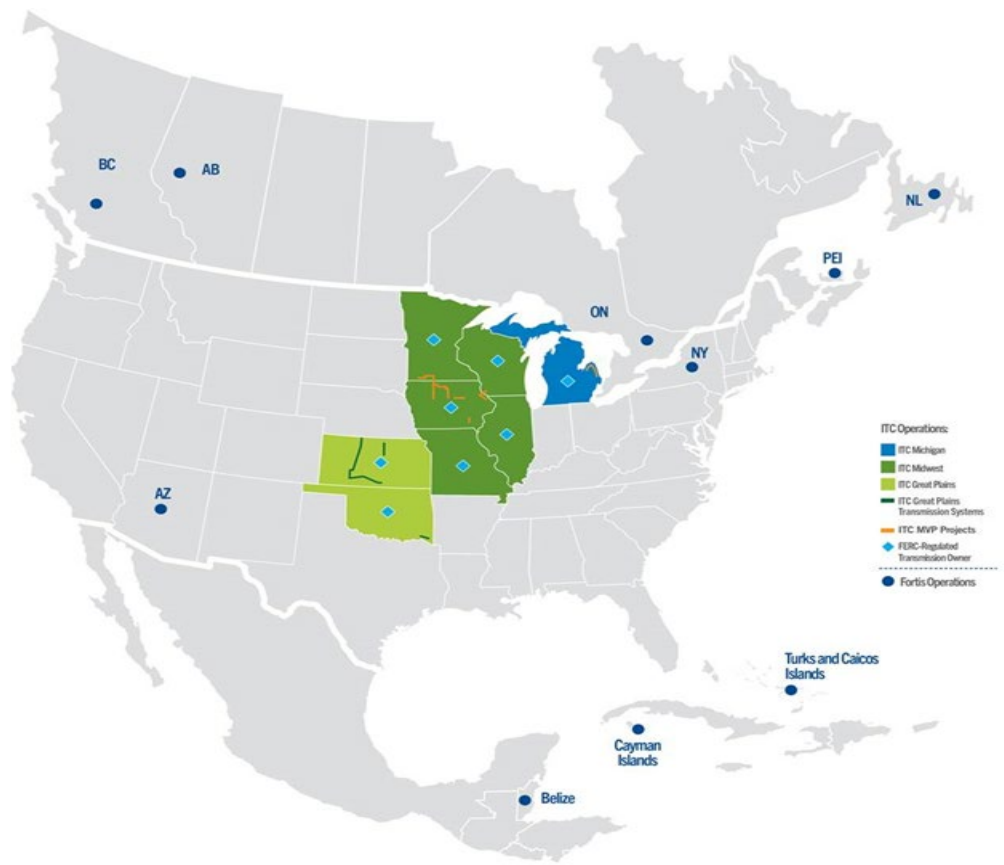 BC
AB
NL
PEI
ON
NY
AZ
ITC Operations:
ITC Michigan
ITC Midwest
ITC Great Plains
ITC Great Plains
Transmission Systems
ITC MVP Projects
FERC-Regulated
Transmission Owner
Fortis Operations
Turks and Caicos
Islands
Cayman
Islands
Belize